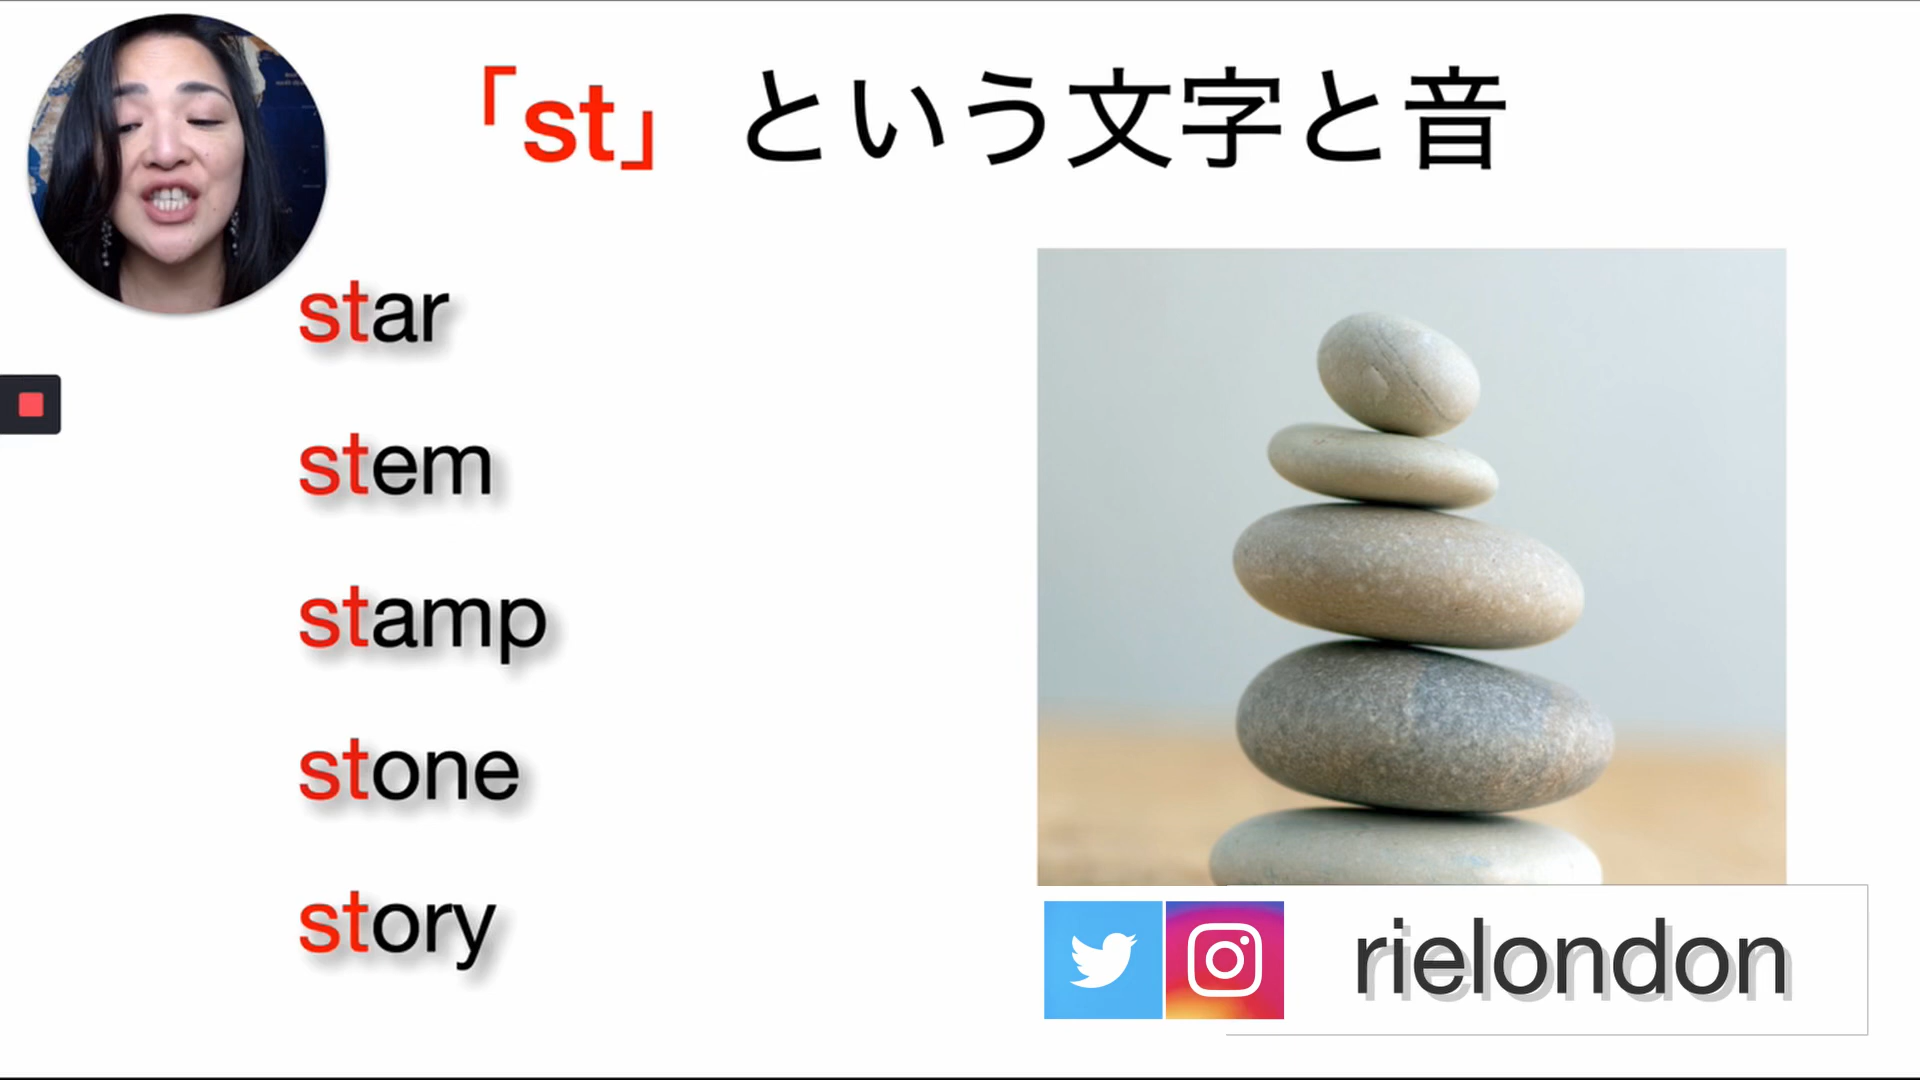 「st」 という文字と音
star
stem
stamp
stone
story
rielondon